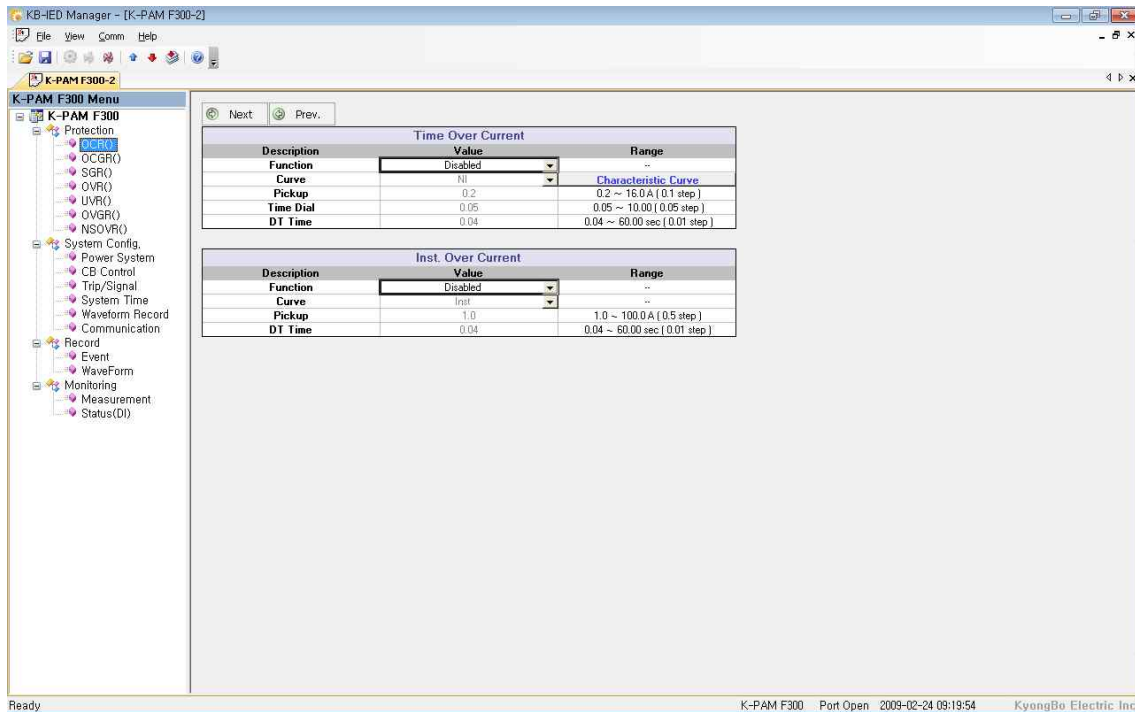 KB-IED Manager - [K-PAM F300-2]
File View Comm Help
K-PAM F300-2
K-PAM F300 Menu
K-PAM F300
Protection
OCR()
OCGR()
SGR()
OVR()
UVR()
OVGR()
NSOVR()
System Config.
Power System
CB Control
Trip/Signal
System Time
Waveform Record
Communication
Record
Event
WaveForm
Monitoring
Measurement
Status(DI)
Next Prev.
Time Over Current
Description Value Range
Function Disabled --
Curve NI Characteristic Curve
Pickup 0.2 0.2 ~ 16.0 A ( 0.1 step )
Time Dial 0.05 0.05 ~ 10.00 ( 0.05 step )
DT Time 0.04 0.04 ~ 60.00 sec ( 0.01 step )
Inst. Over Current
Description Value Range
Function Disabled --
Curve Inst --
Pickup 1.0 1.0 ~ 100.0 A ( 0.5 step )
DT Time 0.04 0.04 ~ 60.00 sec ( 0.01 step )
Ready K-PAM F300 Port Open 2009-02-24 09:19:54 KyongBo Electric Inc